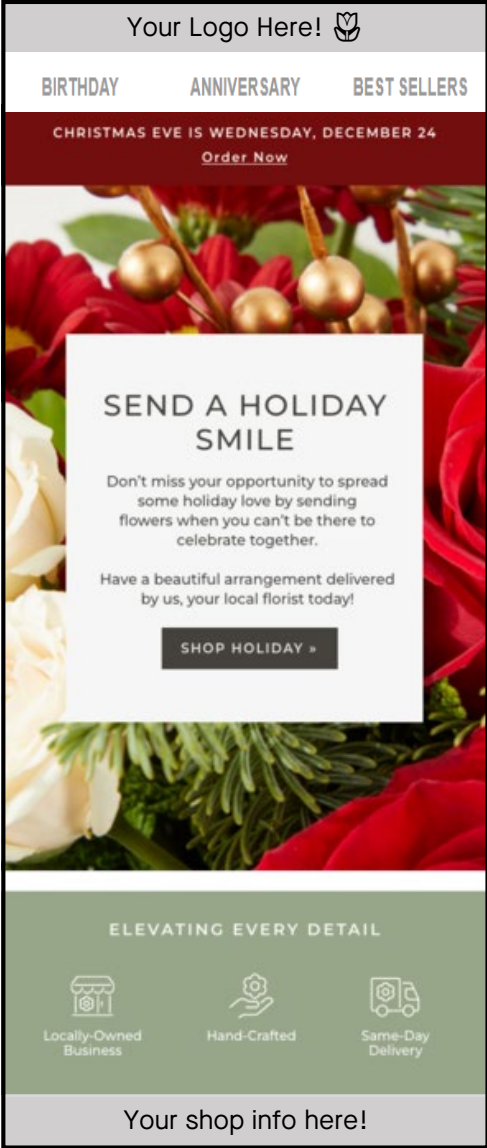 Your Logo Here!
BIRTHDAY ANNIVERSARY BEST SELLERS
CHRISTMAS EVE IS WEDNESDAY, DECEMBER 24
Order Now
SEND A HOLIDAY
SMILE
Don't miss your opportunity to spread
some holiday love by sending
flowers when you can't be there to
celebrate together.
Have a beautiful arrangement delivered
by us, your local florist today!
SHOP HOLIDAY »
ELEVATING EVERY DETAIL
Locally-Owned
Business
Hand-Crafted
Same-Day
Delivery
Your shop info here!